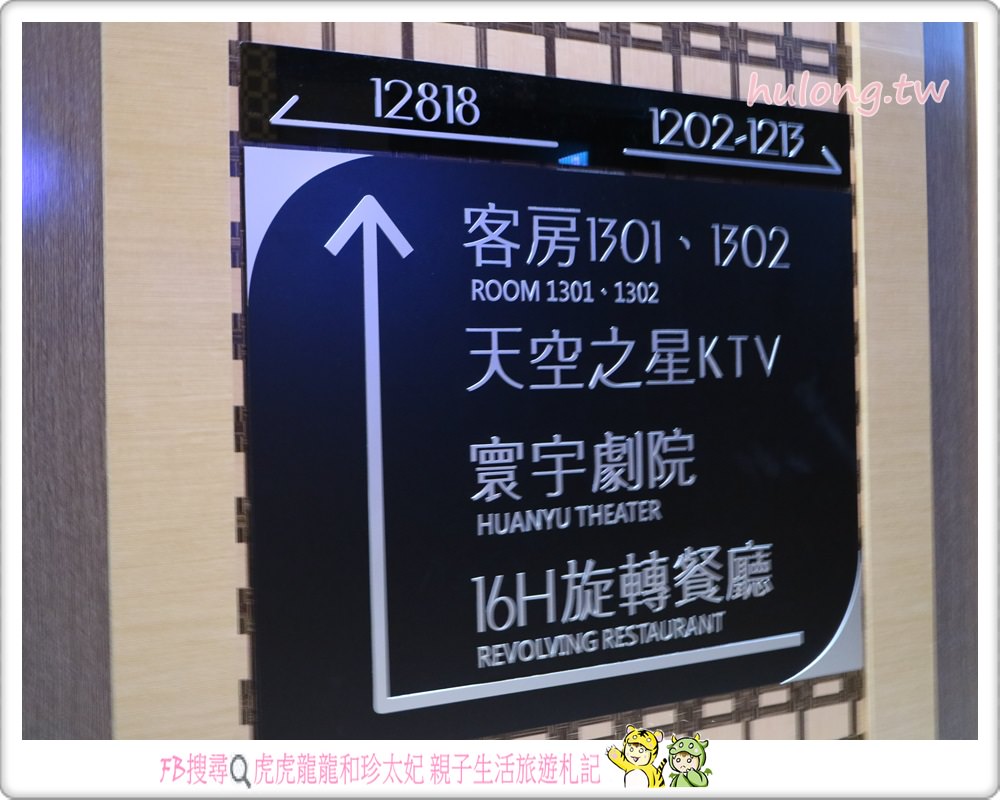 hulong.tw
12818
1202-1213
客房1301、1302
ROOM 1301、1302
天空之星KTV
寰宇劇院
HUANYU THEATER
16H旋轉餐廳
REVOLVING RESTAURANT
FB搜尋 虎虎龍龍和珍太妃 親子生活旅遊札記